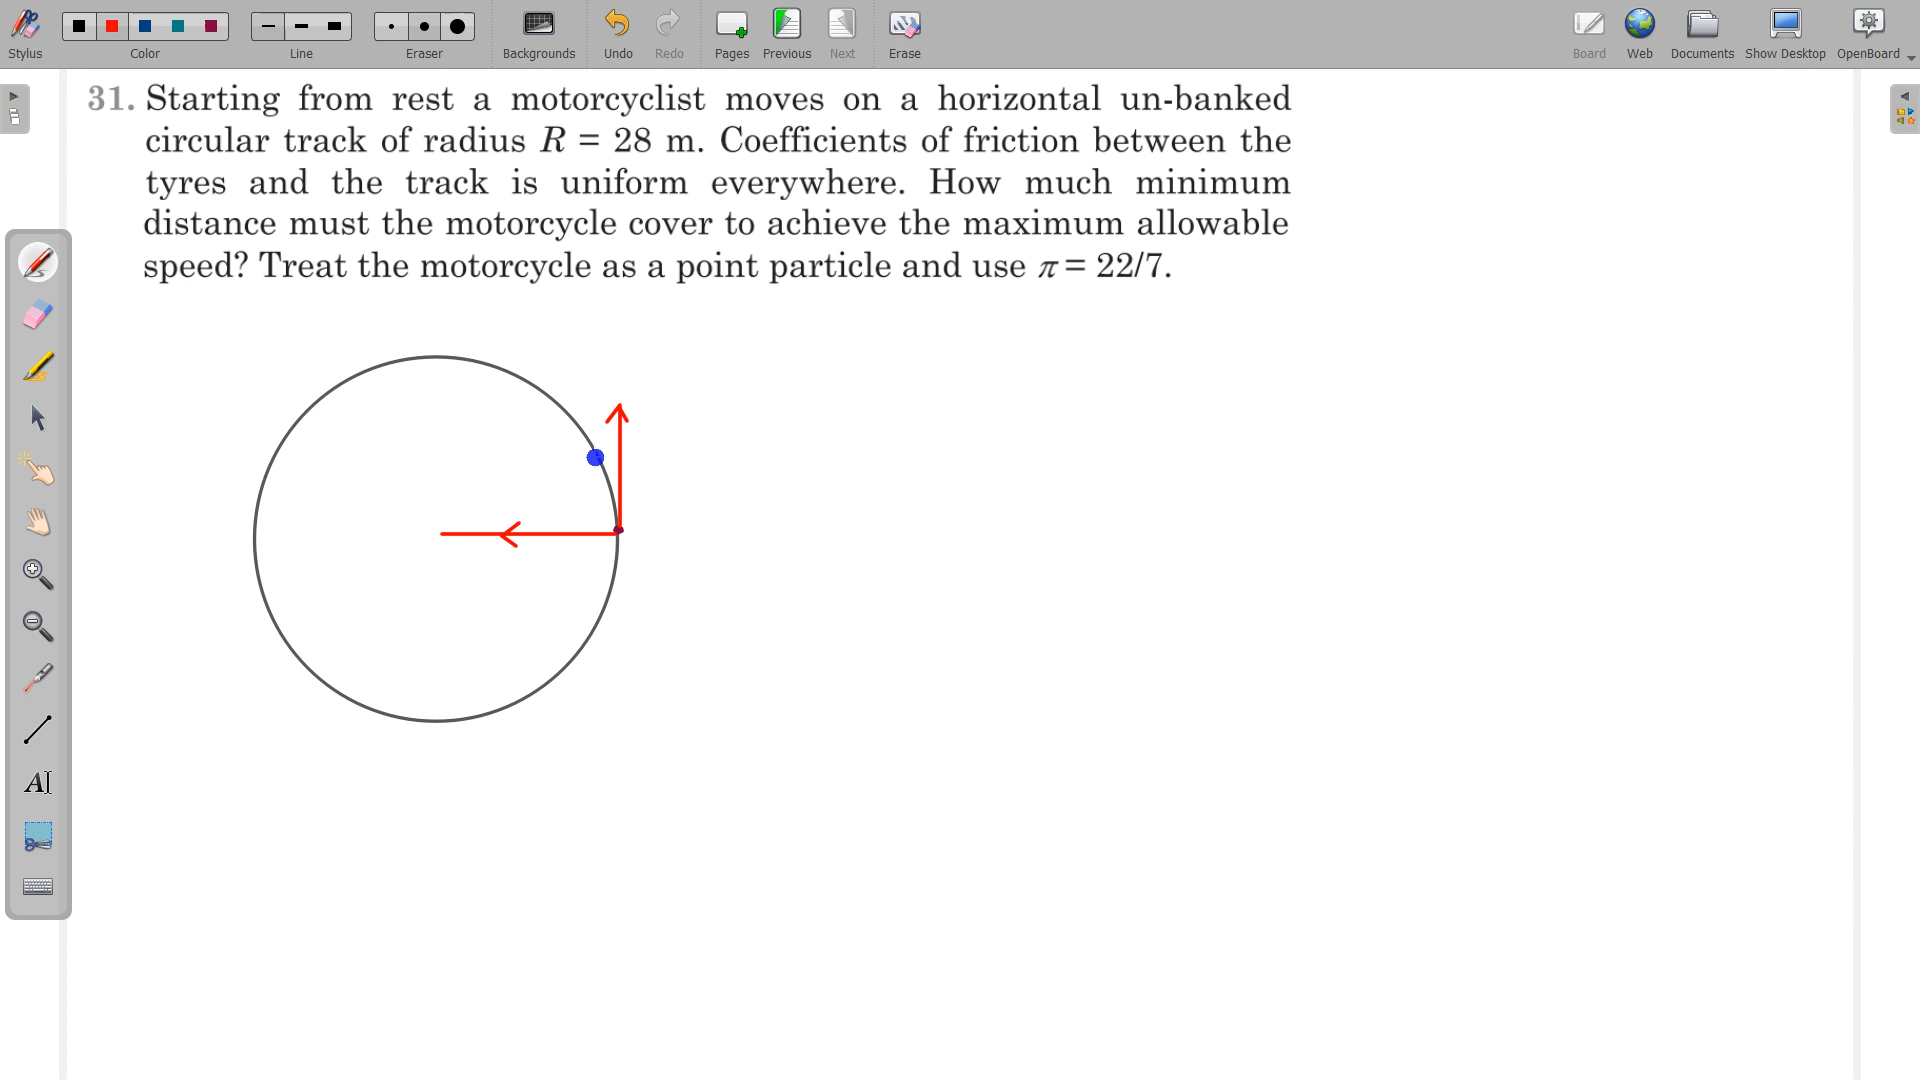 Stylus Color Line Eraser Backgrounds Undo Redo Pages Previous Next Erase Board Web Documents Show Desktop OpenBoard
31. Starting from rest a motorcyclist moves on a horizontal un-banked
circular track of radius R = 28 m. Coefficients of friction between the
tyres and the track is uniform everywhere. How much minimum
distance must the motorcycle cover to achieve the maximum allowable
speed? Treat the motorcycle as a point particle and use π = 22/7.
AI